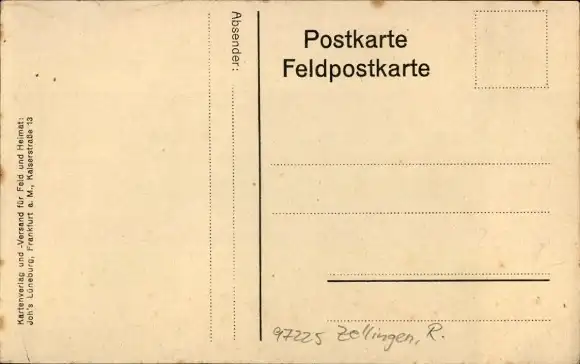 Kartenverlag und -Versand für Feld und Heimat:
Joh's Lüneburg, Frankfurt a. M., Kaiserstraße 13
Absender:
Postkarte
Feldpostkarte
97225 Zellingen, R.